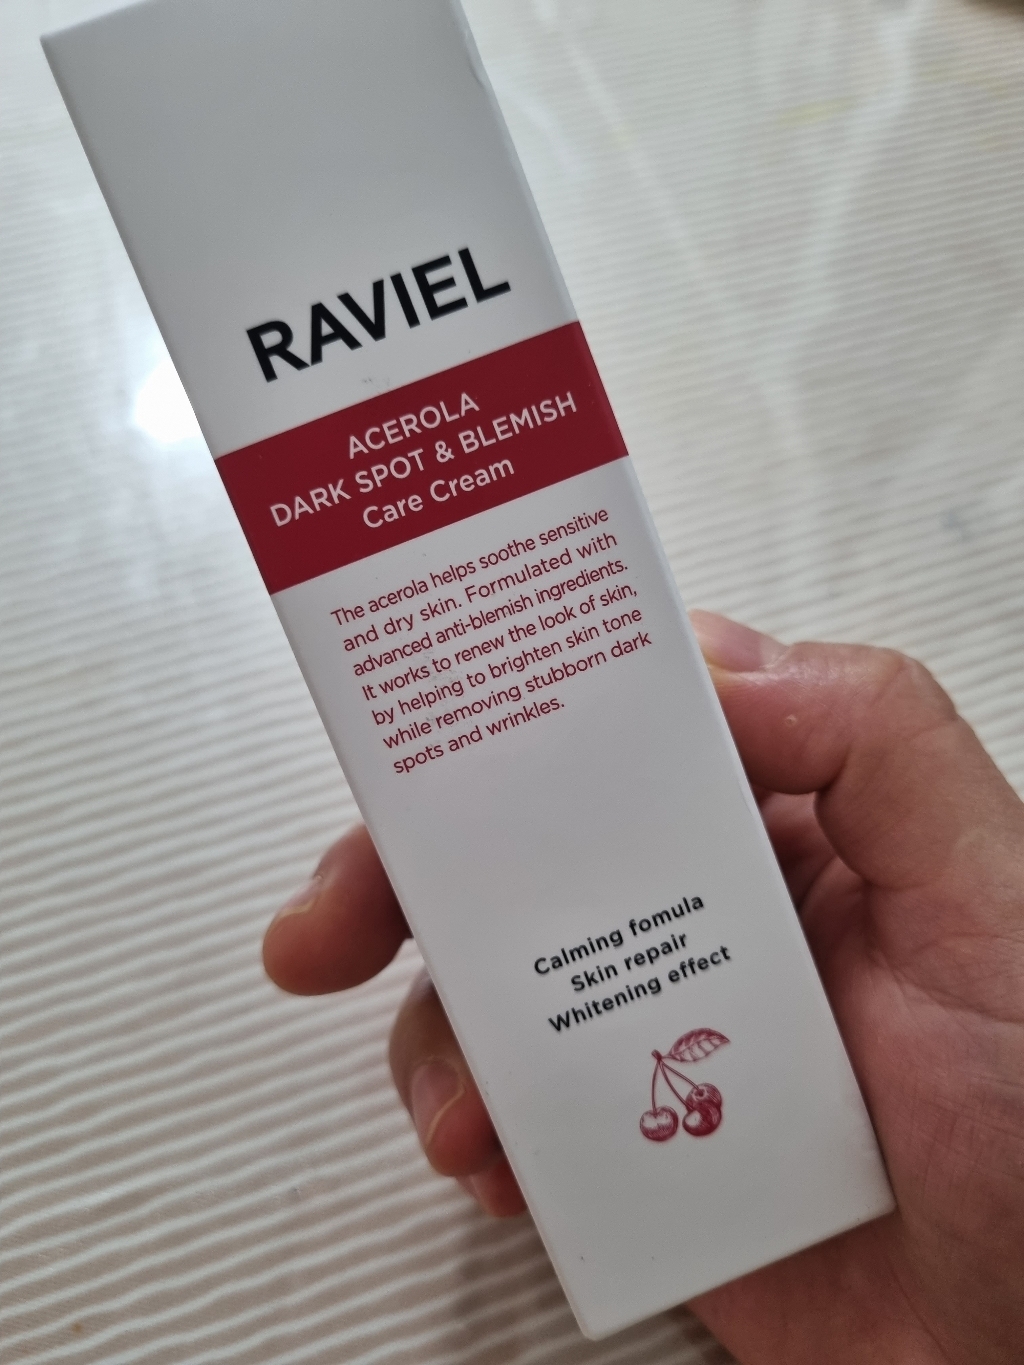 RAVIEL
ACEROLA
DARK SPOT & BLEMISH
Care Cream
The acerola helps soothe sensitive
and dry skin. Formulated with
advanced anti-blemish ingredients.
It works to renew the look of skin,
by helping to brighten skin tone
while removing stubborn dark
spots and wrinkles.
Calming fomula
Skin repair
Whitening effect